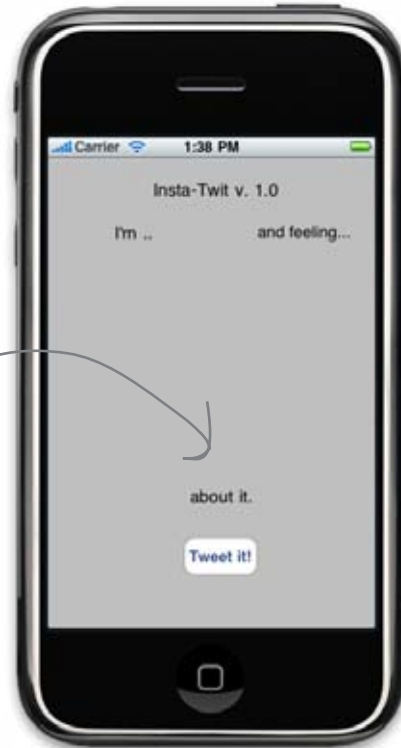 Carrier 1:38 PM
Insta-Twit v. 1.0
I'm .. and feeling...
about it.
Tweet it!